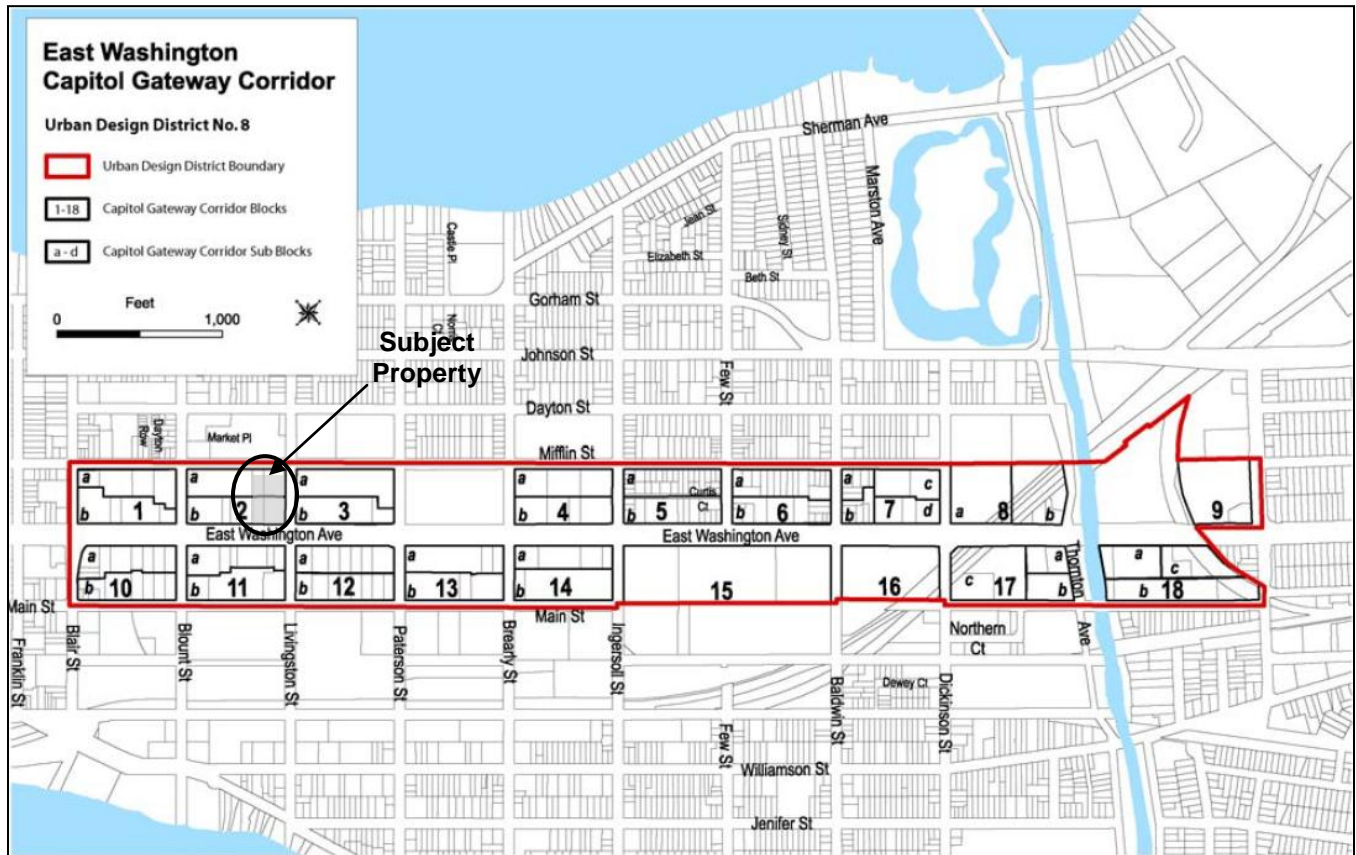 East Washington
Capitol Gateway Corridor
Urban Design District No. 8
Urban Design District Boundary
1-18 Capitol Gateway Corridor Blocks
a - d Capitol Gateway Corridor Sub Blocks
Feet
0 1,000
Subject
Property
Sherman Ave
Marston Ave
Castle Pl
Jean St
Sidney St
Elizabeth St
Beth St
Gorham St
Norris Ct
Johnson St
Few St
Dayton St
Dayton Row
Market Pl
Mifflin St
a
b
1
a
b
2
a
b
3
a
b
4
a
b
5
Curtis
Ct
a
b
6
a
b
7
c
d
a
8
b
9
East Washington Ave
East Washington Ave
a
b
10
a
b
11
a
b
12
a
b
13
a
b
14
15
16
c
17
a
b
Thornton
Ave
a
c
b
18
Main St
Main St
Northern
Ct
Franklin St
Blair St
Blount St
Livingston St
Paterson St
Brearly St
Ingersoll St
Few St
Baldwin St
Dewey Ct
Dickinson St
Williamson St
Jenifer St